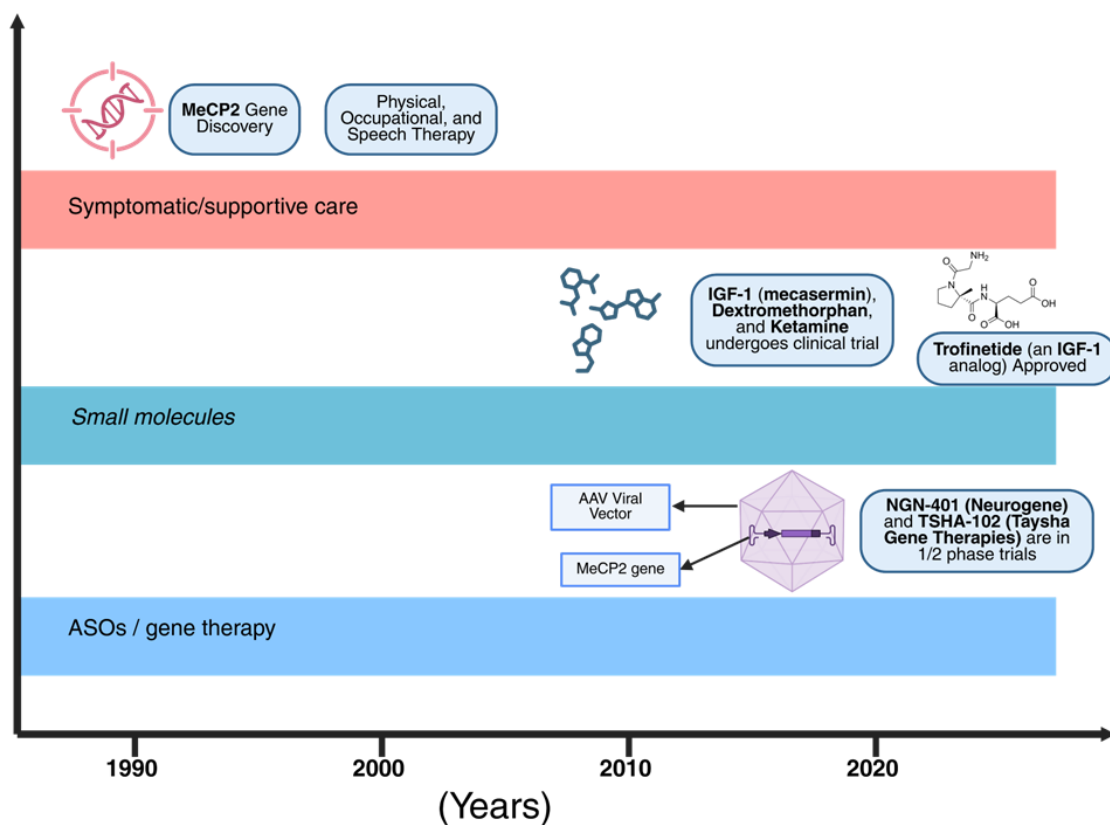 MeCP2 Gene
Discovery
Physical,
Occupational, and
Speech Therapy
Symptomatic/supportive care
IGF-1 (mecasermin),
Dextromethorphan,
and Ketamine
undergoes clinical trial
NH₂
O
N
H
N
O
O
OH
O
OH
Trofinetide (an IGF-1
analog) Approved
Small molecules
AAV Viral
Vector
MeCP2 gene
NGN-401 (Neurogene)
and TSHA-102 (Taysha
Gene Therapies) are in
1/2 phase trials
ASOs / gene therapy
1990
2000
2010
2020
(Years)